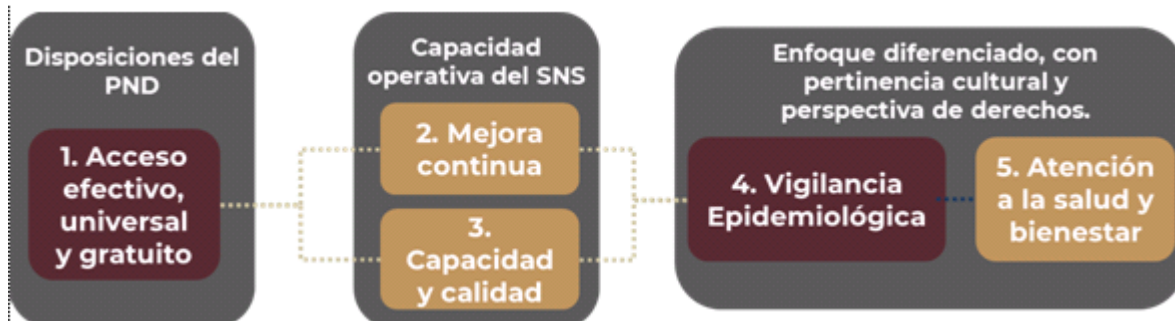 Disposiciones del
PND
1. Acceso
efectivo,
universal
y gratuito
Capacidad
operativa del SNS
2. Mejora
continua
3.
Capacidad
y calidad
Enfoque diferenciado, con
pertinencia cultural y
perspectiva de derechos.
4. Vigilancia
Epidemiológica
5. Atención
a la salud y
bienestar